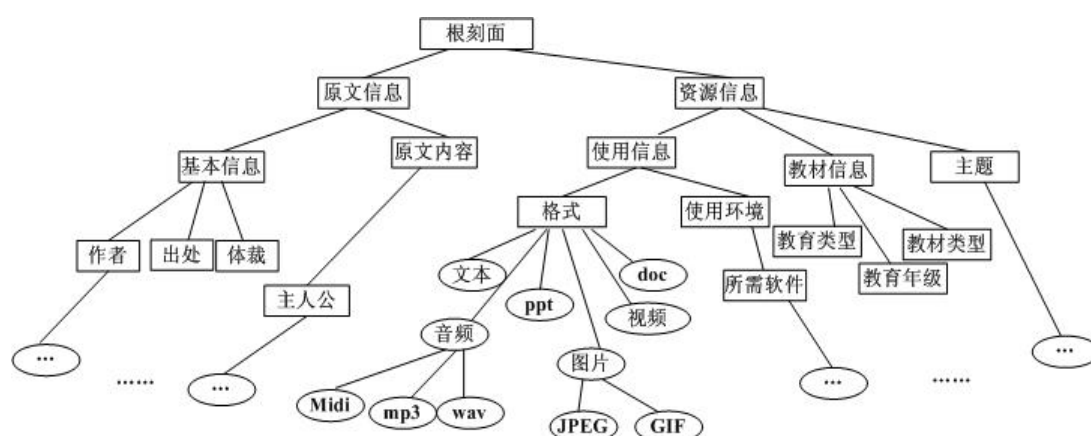 根刻面
原文信息
资源信息
基本信息
原文内容
使用信息
教材信息
主题
格式
使用环境
作者
出处
体裁
教育类型
教材类型
文本
doc
所需软件
教育年级
主人公
ppt
视频
音频
图片
...
......
...
Midi
mp3
wav
JPEG
GIF
...
......
...